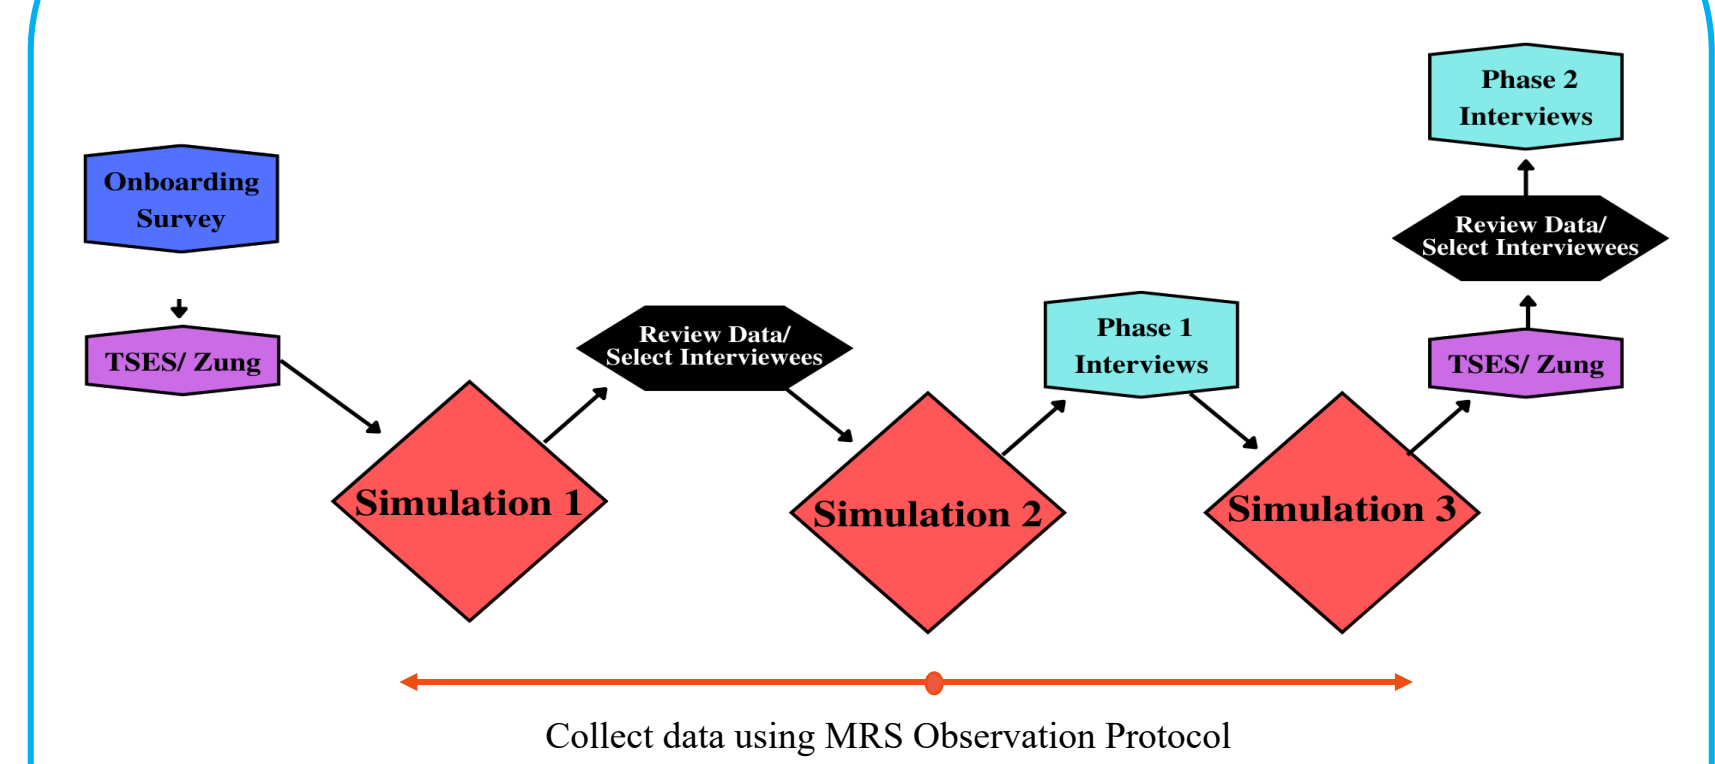 Onboarding
Survey
TSES/ Zung
Simulation 1
Review Data/
Select Interviewees
Simulation 2
Phase 1
Interviews
Simulation 3
TSES/ Zung
Review Data/
Select Interviewees
Phase 2
Interviews
Collect data using MRS Observation Protocol